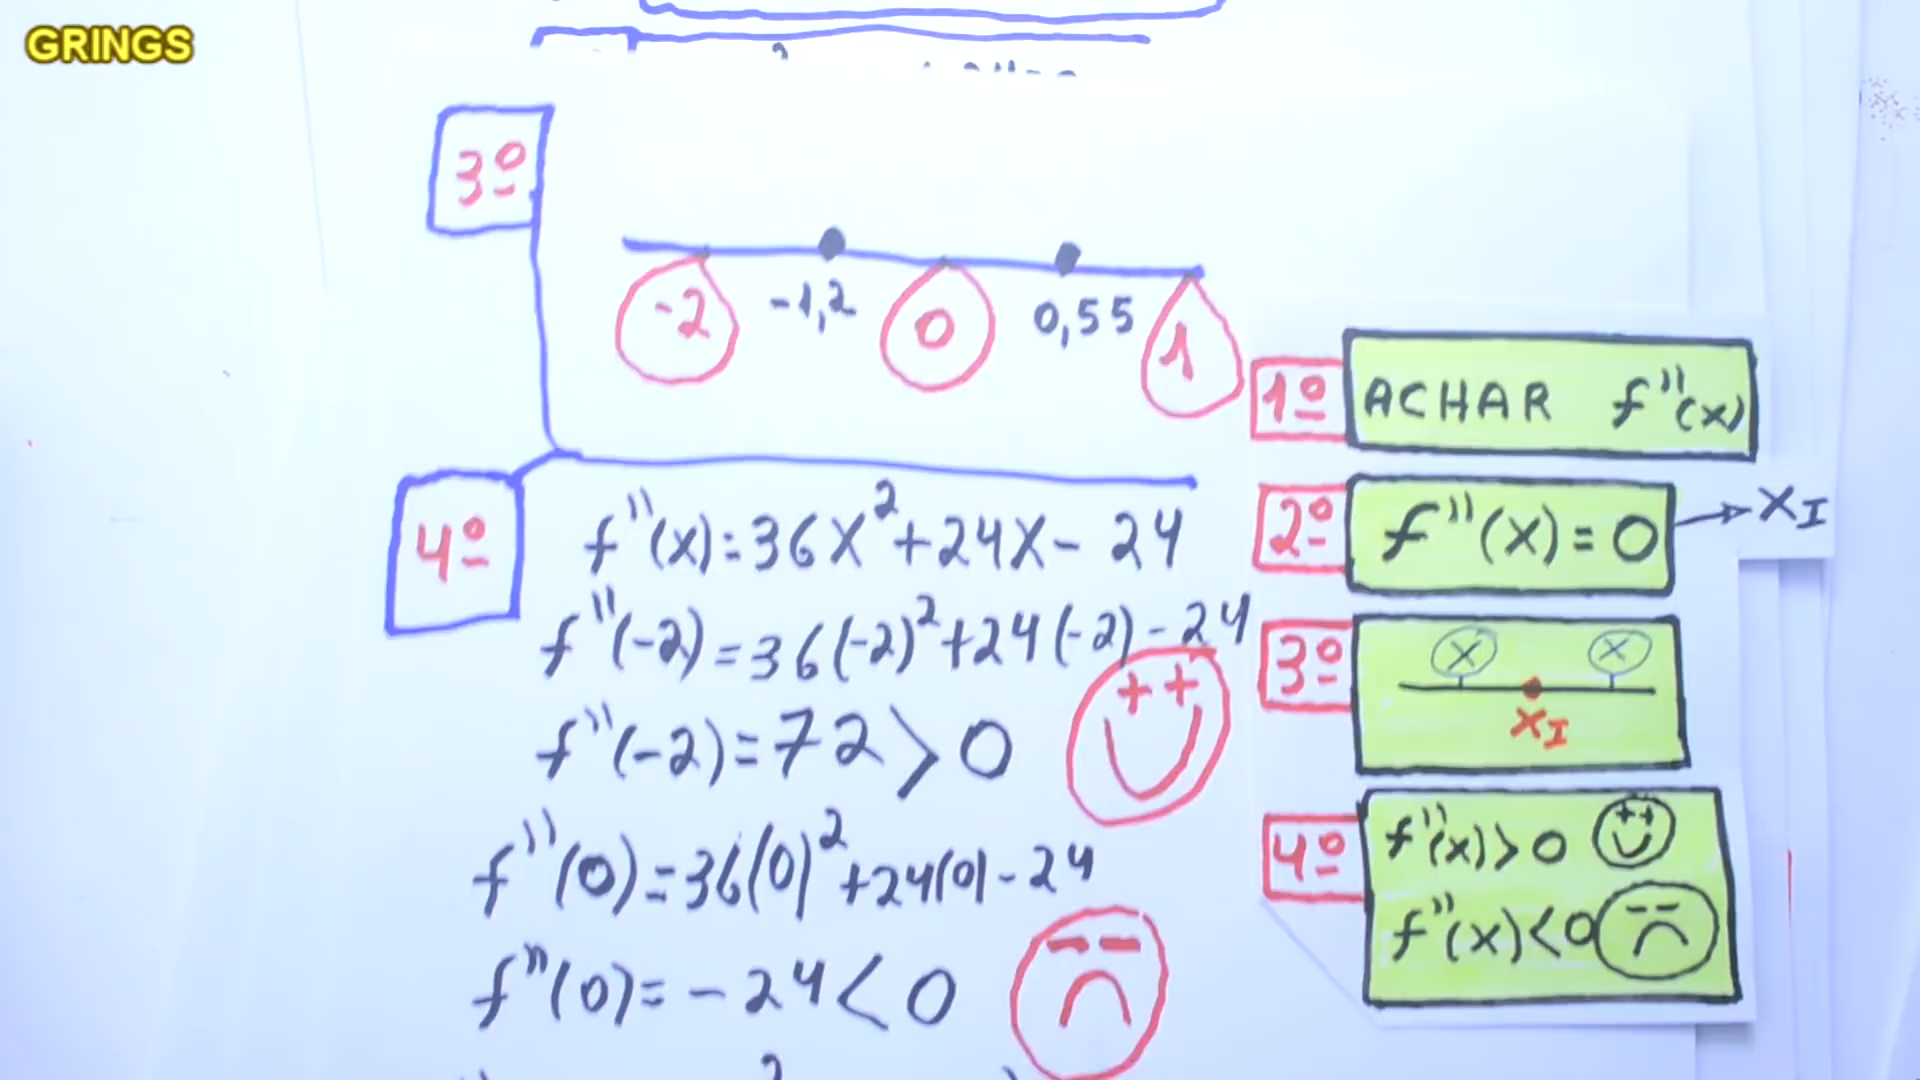 GRINGS
3º
-2 -1,2 0 0,55 1
4º
f''(x)=36x²+24x-24
f''(-2)=36(-2)²+24(-2)-24
f''(-2)=72>0
++
f''(0)=36(0)²+24(0)-24
f''(0)=-24<0
--
1º ACHAR f''(x)
2º f''(x)=0 → xI
3º x x
xI
4º f''(x)>0 ++
f''(x)<0 --